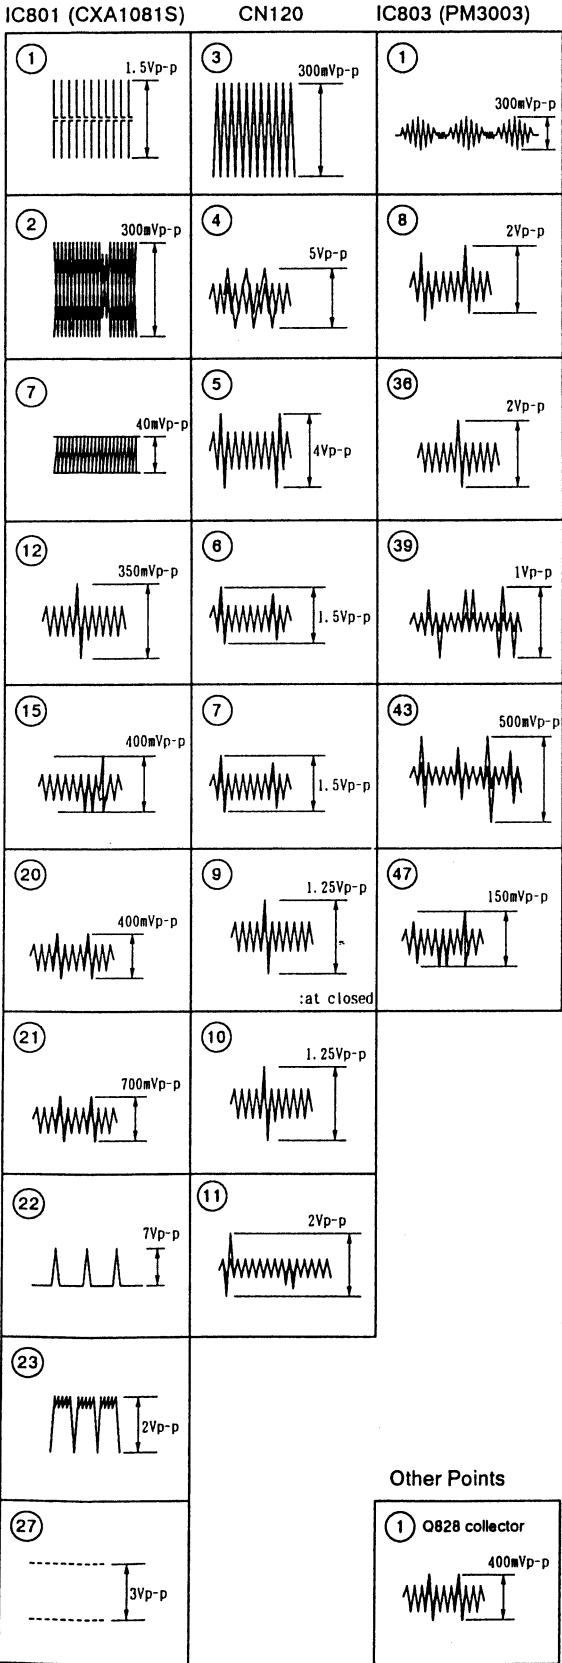 IC801 (CXA1081S)
1
1.5Vp-p
2
300mVp-p
7
40mVp-p
12
350mVp-p
15
400mVp-p
20
400mVp-p
21
700mVp-p
22
7Vp-p
23
2Vp-p
27
3Vp-p
CN120
3
300mVp-p
4
5Vp-p
5
4Vp-p
6
1.5Vp-p
7
1.5Vp-p
9
1.25Vp-p
:at closed
10
1.25Vp-p
11
2Vp-p
IC803 (PM3003)
1
300mVp-p
8
2Vp-p
36
2Vp-p
39
1Vp-p
43
500mVp-p
47
150mVp-p
Other Points
1 Q828 collector
400mVp-p